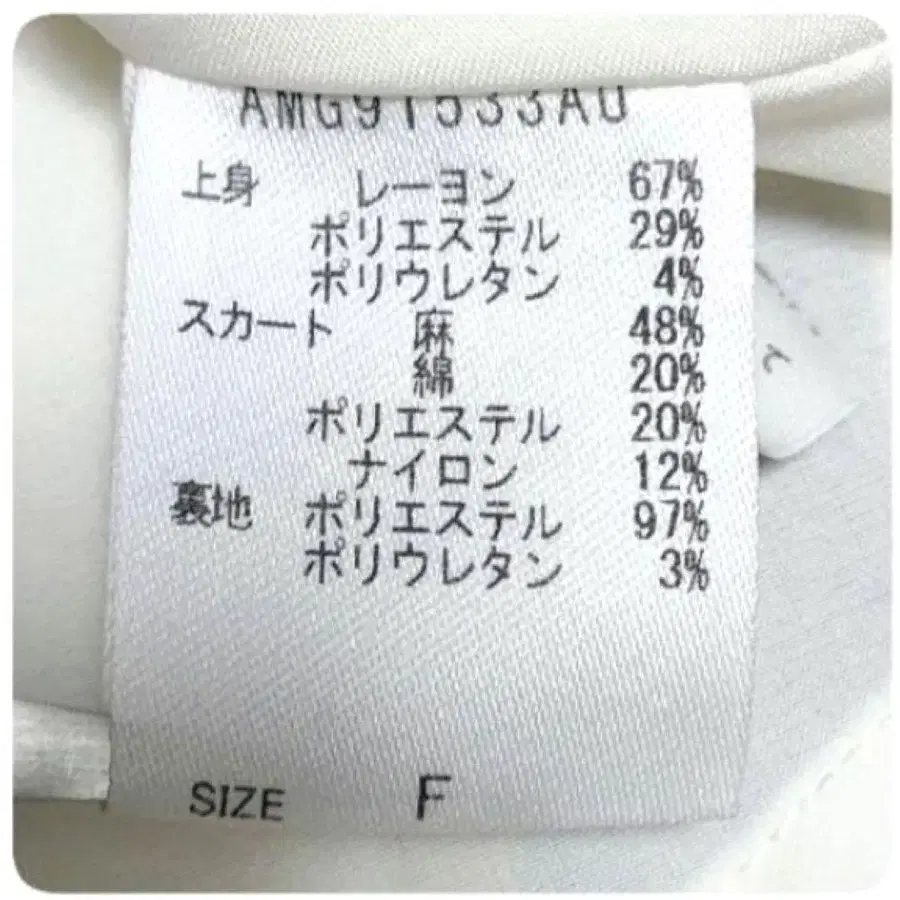 AMG91533A0
上身 レーヨン 67%
ポリエステル 29%
ポリウレタン 4%
スカート 麻 48%
綿 20%
ポリエステル 20%
ナイロン 12%
裏地 ポリエステル 97%
ポリウレタン 3%
SIZE F